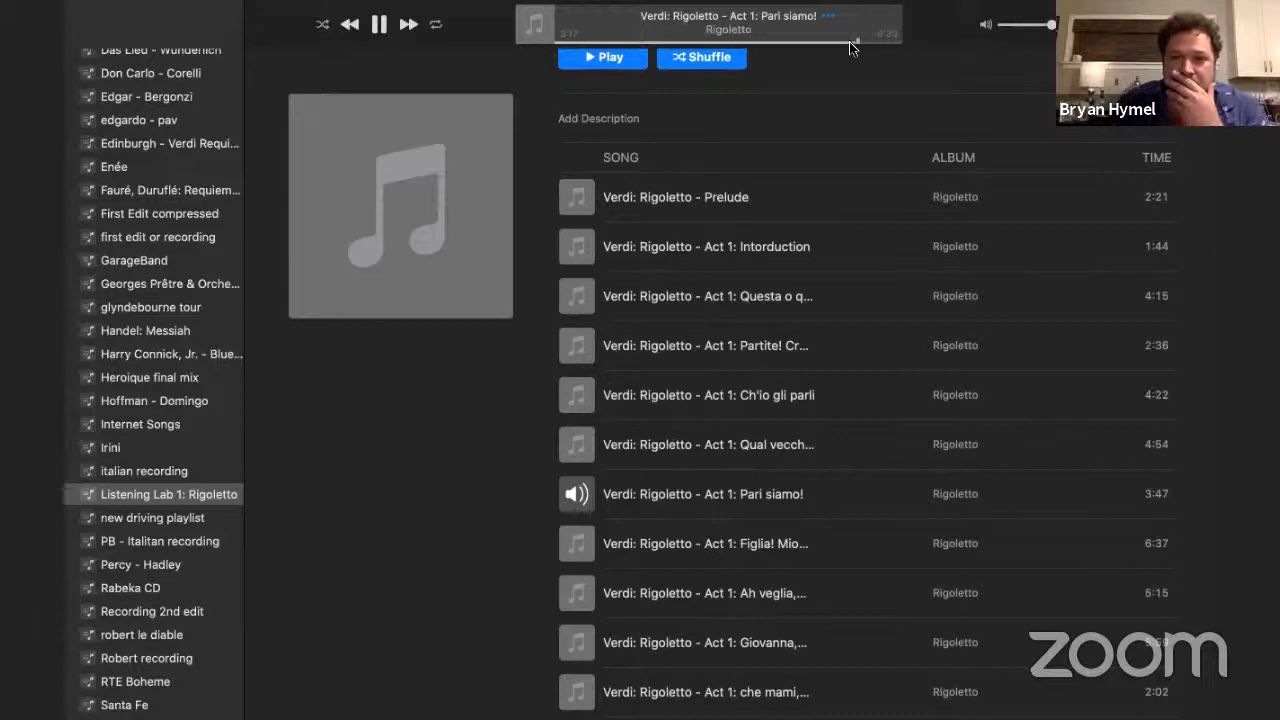 Verdi: Rigoletto - Act 1: Pari siamo! •••
Rigoletto
Play
Shuffle
Bryan Hymel
Das Lied - Wunderlich
Don Carlo - Corelli
Edgar - Bergonzi
edgardo - pav
Edinburgh - Verdi Requi...
Enée
Fauré, Duruflé: Requiem...
First Edit compressed
first edit or recording
GarageBand
Georges Prêtre & Orche...
glyndebourne tour
Handel: Messiah
Harry Connick, Jr. - Blue...
Heroique final mix
Hoffman - Domingo
Internet Songs
Irini
italian recording
Listening Lab 1: Rigoletto
new driving playlist
PB - Italitan recording
Percy - Hadley
Rabeka CD
Recording 2nd edit
robert le diable
Robert recording
RTE Boheme
Santa Fe
Add Description
SONG ALBUM TIME
Verdi: Rigoletto - Prelude Rigoletto 2:21
Verdi: Rigoletto - Act 1: Intorduction Rigoletto 1:44
Verdi: Rigoletto - Act 1: Questa o q... Rigoletto 4:15
Verdi: Rigoletto - Act 1: Partite! Cr... Rigoletto 2:36
Verdi: Rigoletto - Act 1: Ch'io gli parli Rigoletto 4:22
Verdi: Rigoletto - Act 1: Qual vecch... Rigoletto 4:54
Verdi: Rigoletto - Act 1: Pari siamo! Rigoletto 3:47
Verdi: Rigoletto - Act 1: Figlia! Mio... Rigoletto 6:37
Verdi: Rigoletto - Act 1: Ah veglia,... Rigoletto 5:15
Verdi: Rigoletto - Act 1: Giovanna,... Rigoletto
Verdi: Rigoletto - Act 1: che mami,... Rigoletto 2:02
zoom